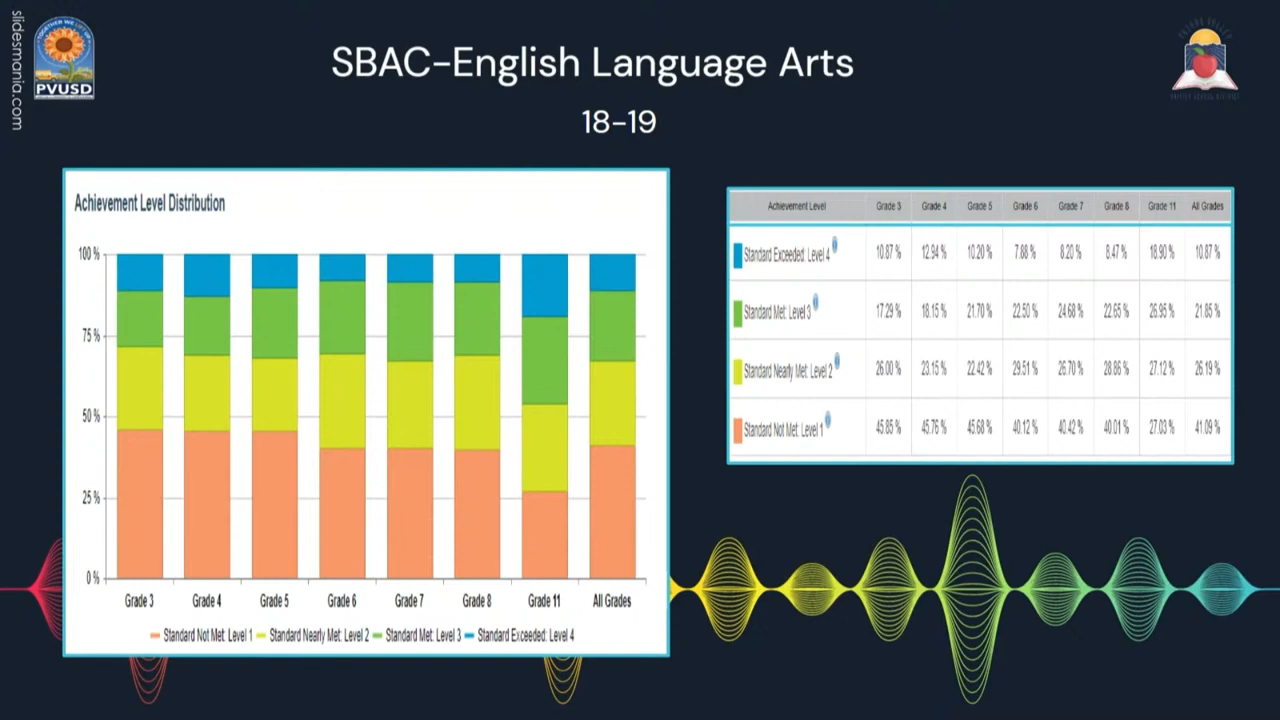 slidesmania.com
TOGETHER WE LIFT UP
PVUSD
SBAC-English Language Arts
18-19
Achievement Level Distribution
100 %
75 %
50 %
25 %
0 %
Grade 3 Grade 4 Grade 5 Grade 6 Grade 7 Grade 8 Grade 11 All Grades
Standard Not Met: Level 1 Standard Nearly Met: Level 2 Standard Met: Level 3 Standard Exceeded: Level 4
Achievement Level Grade 3 Grade 4 Grade 5 Grade 6 Grade 7 Grade 8 Grade 11 All Grades
Standard Exceeded: Level 4 10.87 % 12.94 % 10.20 % 7.88 % 8.20 % 8.47 % 18.90 % 10.87 %
Standard Met: Level 3 17.29 % 18.15 % 21.70 % 22.50 % 24.68 % 22.65 % 26.95 % 21.85 %
Standard Nearly Met: Level 2 26.00 % 23.15 % 22.42 % 29.51 % 26.70 % 28.86 % 27.12 % 26.19 %
Standard Not Met: Level 1 45.85 % 45.76 % 45.68 % 40.12 % 40.42 % 40.01 % 27.03 % 41.09 %